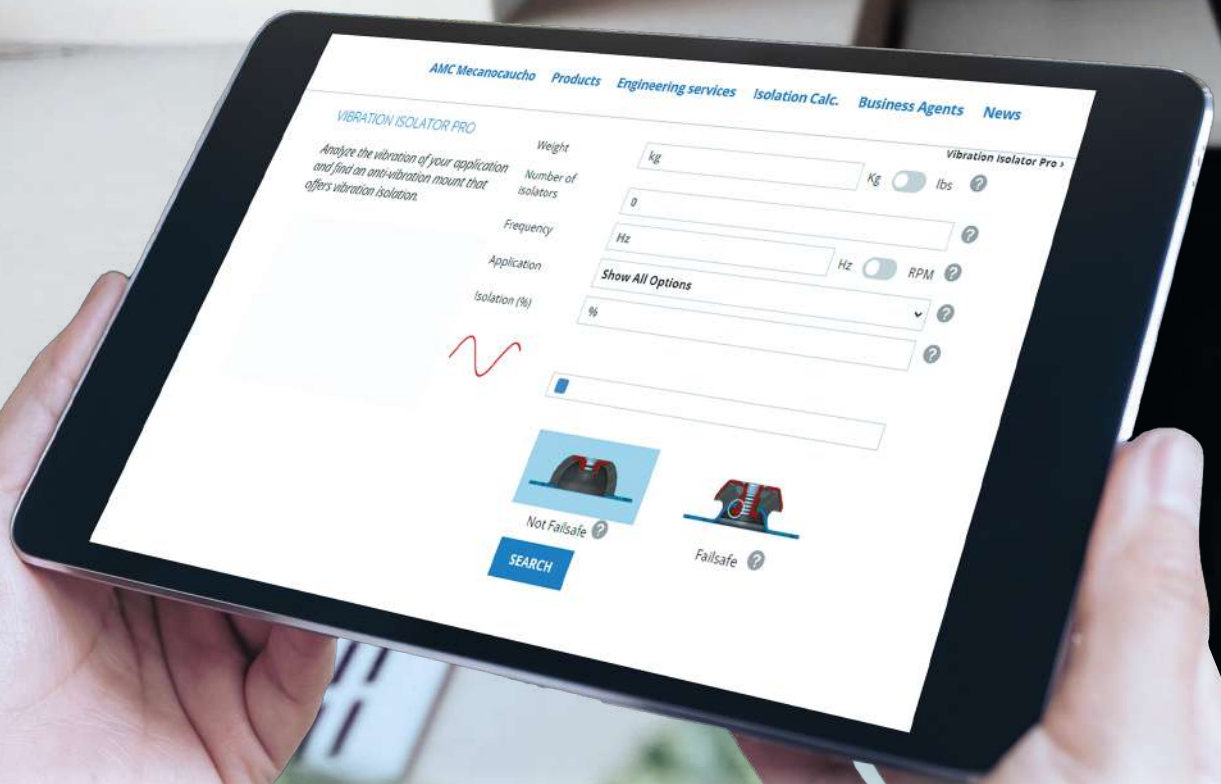 AMC Mecanocaucho Products Engineering services Isolation Calc. Business Agents News
Vibration Isolator Pro ›
VIBRATION ISOLATOR PRO
Analyze the vibration of your application
and find an anti-vibration mount that
offers vibration isolation.
Weight
kg
Kg lbs ?
Number of
isolators
0
?
Frequency
Hz
Hz RPM ?
Application
Show All Options
?
Isolation (%)
%
?
Not Failsafe ?
Failsafe ?
SEARCH